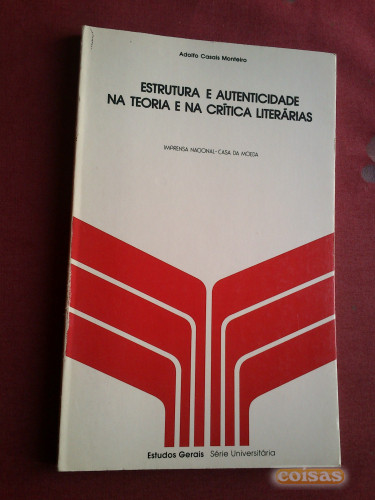 Adolfo Casais Monteiro
ESTRUTURA E AUTENTICIDADE
NA TEORIA E NA CRÍTICA LITERÁRIAS
IMPRENSA NACIONAL-CASA DA MOEDA
Estudos Gerais Série Universitária
coisas